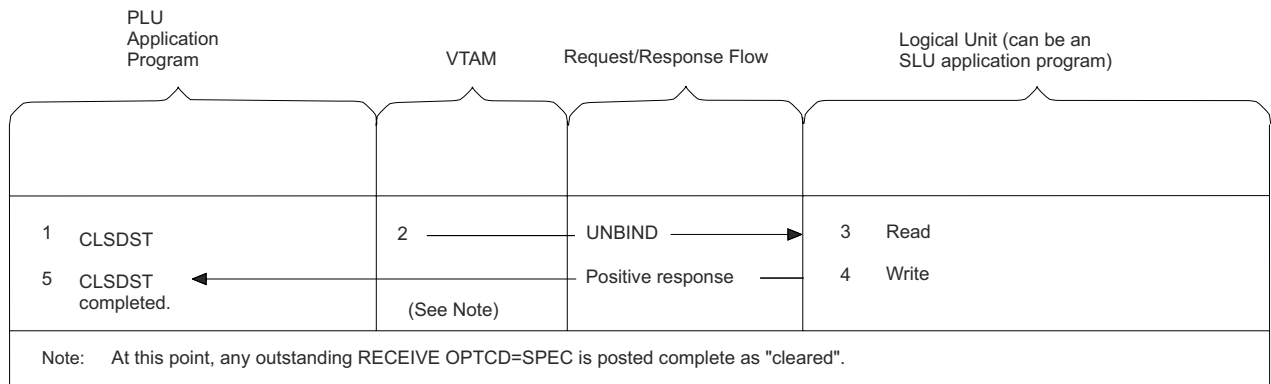 PLU
Application
Program
VTAM
Request/Response Flow
Logical Unit (can be an
SLU application program)
1 CLSDST
2
UNBIND
3 Read
5 CLSDST
completed.
Positive response
4 Write
(See Note)
Note: At this point, any outstanding RECEIVE OPTCD=SPEC is posted complete as "cleared".